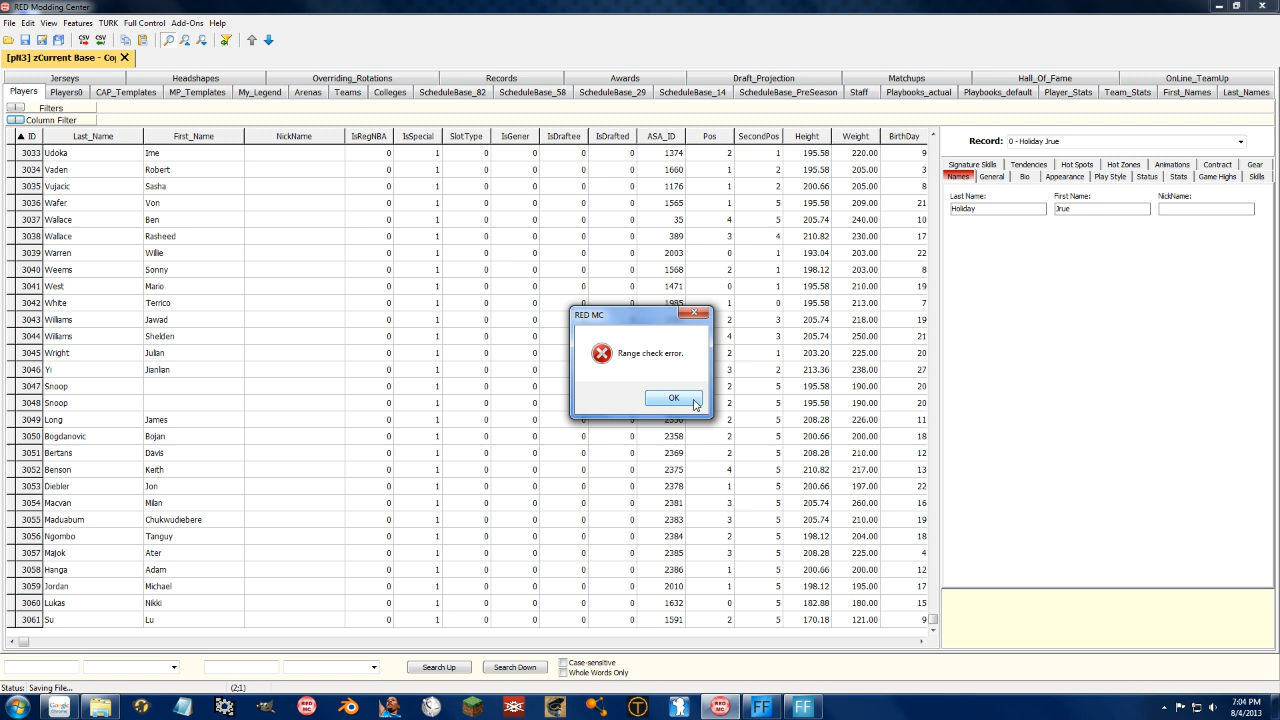 RED Modding Center
File Edit View Features TURK Full Control Add-Ons Help
CSV CSV
[pN3] zCurrent Base - Co
Jerseys Headshapes Overriding_Rotations Records Awards Draft_Projection Matchups Hall_Of_Fame OnLine_TeamUp
Players Players0 CAP_Templates MP_Templates My_Legend Arenas Teams Colleges ScheduleBase_82 ScheduleBase_58 ScheduleBase_29 ScheduleBase_14 ScheduleBase_PreSeason Staff Playbooks_actual Playbooks_default Player_Stats Team_Stats First_Names Last_Names
Filters
Column Filter
ID Last_Name First_Name NickName IsRegNBA IsSpecial SlotType IsGener IsDraftee IsDrafted ASA_ID Pos SecondPos Height Weight BirthDay
3033 Udoka Ime 0 1 0 0 0 0 1374 2 1 195.58 220.00 9
3034 Vaden Robert 0 1 0 0 0 0 1660 1 2 195.58 205.00 3
3035 Vujacic Sasha 0 1 0 0 0 0 1176 1 2 200.66 205.00 8
3036 Wafer Von 0 1 0 0 0 0 1565 1 5 195.58 209.00 21
3037 Wallace Ben 0 1 0 0 0 0 35 4 5 205.74 240.00 10
3038 Wallace Rasheed 0 1 0 0 0 0 389 3 4 210.82 230.00 17
3039 Warren Willie 0 1 0 0 0 0 2003 0 1 193.04 203.00 22
3040 Weems Sonny 0 1 0 0 0 0 1568 2 1 198.12 203.00 8
3041 West Mario 0 1 0 0 0 0 1471 0 1 195.58 210.00 19
3042 White Terrico 0 1 0 0 0 0 1985 1 0 195.58 213.00 7
3043 Williams Jawad 0 1 0 0 2 3 205.74 218.00 19
3044 Williams Shelden 0 1 0 0 4 3 205.74 250.00 21
3045 Wright Julian 0 1 0 0 2 1 203.20 225.00 20
3046 Yi Jianlian 0 1 0 0 3 2 213.36 238.00 27
3047 Snoop 0 1 0 0 2 5 195.58 190.00 20
3048 Snoop 0 1 0 0 2 5 195.58 190.00 20
3049 Long James 0 1 0 0 0 0 2 5 208.28 226.00 11
3050 Bogdanovic Bojan 0 1 0 0 0 0 2358 2 5 200.66 200.00 18
3051 Bertans Davis 0 1 0 0 0 0 2369 2 5 208.28 210.00 12
3052 Benson Keith 0 1 0 0 0 0 2375 4 5 210.82 217.00 13
3053 Diebler Jon 0 1 0 0 0 0 2378 1 5 200.66 197.00 22
3054 Macvan Milan 0 1 0 0 0 0 2381 3 5 205.74 260.00 16
3055 Maduabum Chukwudiebere 0 1 0 0 0 0 2383 3 5 205.74 210.00 19
3056 Ngombo Tanguy 0 1 0 0 0 0 2384 2 5 198.12 204.00 18
3057 Majok Ater 0 1 0 0 0 0 2385 3 5 208.28 225.00 4
3058 Hanga Adam 0 1 0 0 0 0 2386 1 5 200.66 200.00 12
3059 Jordan Michael 0 1 0 0 0 0 2010 1 5 198.12 195.00 17
3060 Lukas Nikki 0 1 0 0 0 0 1632 0 5 182.88 180.00 15
3061 Su Lu 0 1 0 0 0 0 1591 2 5 170.18 121.00 9
Record: 0 - Holiday Jrue
Signature Skills Tendencies Hot Spots Hot Zones Animations Contract Gear
Names General Bio Appearance Play Style Status Stats Game Highs Skills
Last Name: First Name: NickName:
Holiday Jrue
RED MC
Range check error.
OK
Search Up Search Down
Case-sensitive
Whole Words Only
Status: Saving File... (2;1)
Google Chrome
RED MC
RED MC
FF FF
7:04 PM
8/4/2013